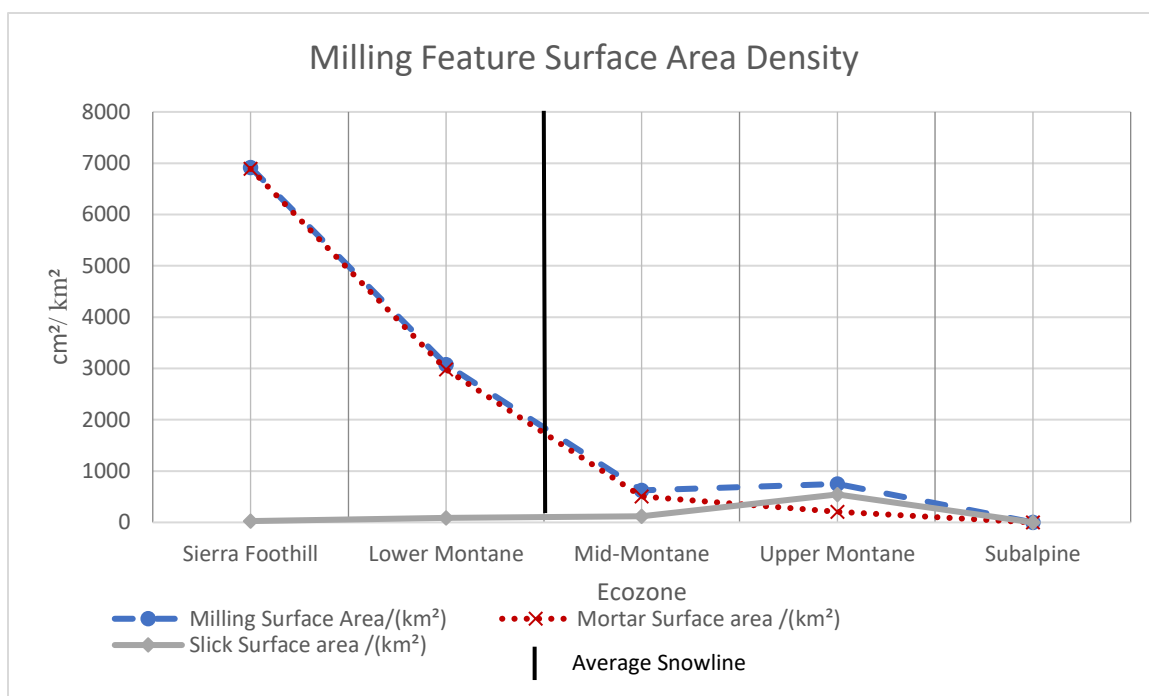 Milling Feature Surface Area Density
8000
7000
6000
5000
4000
3000
2000
1000
0
cm²/ km²
Sierra Foothill Lower Montane Mid-Montane Upper Montane Subalpine
Ecozone
Milling Surface Area/(km²) Mortar Surface area /(km²)
Slick Surface area /(km²)
Average Snowline